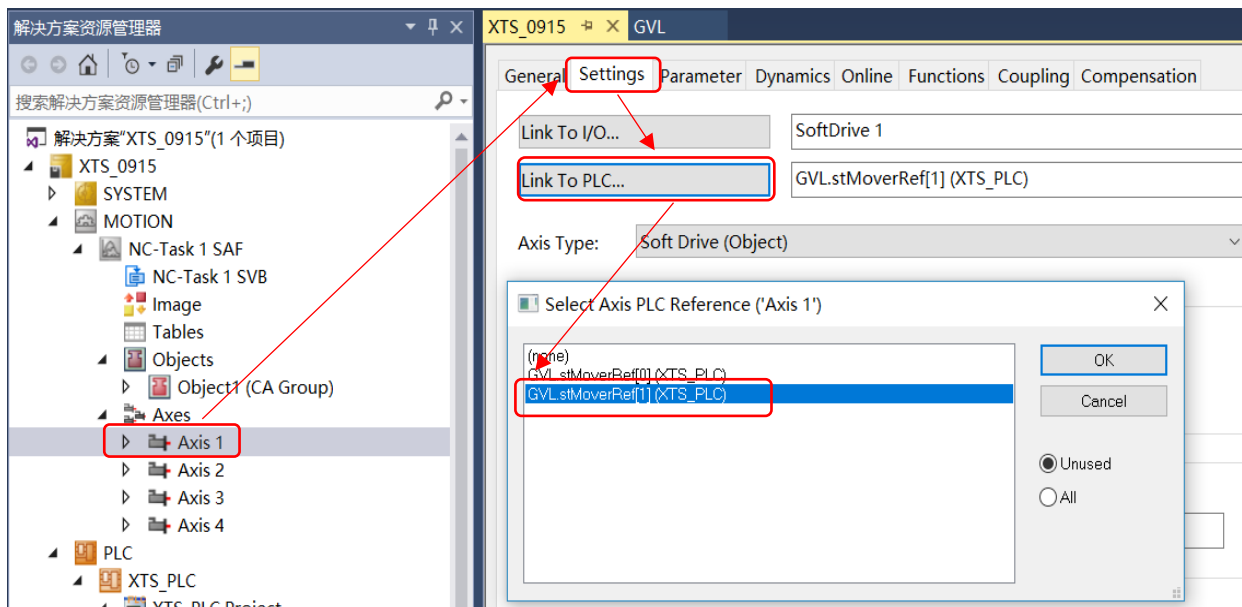 解决方案资源管理器
搜索解决方案资源管理器(Ctrl+;)
解决方案"XTS_0915"(1 个项目)
XTS_0915
SYSTEM
MOTION
NC-Task 1 SAF
NC-Task 1 SVB
Image
Tables
Objects
Object1 (CA Group)
Axes
Axis 1
Axis 2
Axis 3
Axis 4
PLC
XTS_PLC
XTS_PLC Project
XTS_0915 GVL
General Settings Parameter Dynamics Online Functions Coupling Compensation
Link To I/O... SoftDrive 1
Link To PLC... GVL.stMoverRef[1] (XTS_PLC)
Axis Type: Soft Drive (Object)
Select Axis PLC Reference ('Axis 1')
(none)
GVL.stMoverRef[0] (XTS_PLC)
GVL.stMoverRef[1] (XTS_PLC)
OK
Cancel
Unused
All